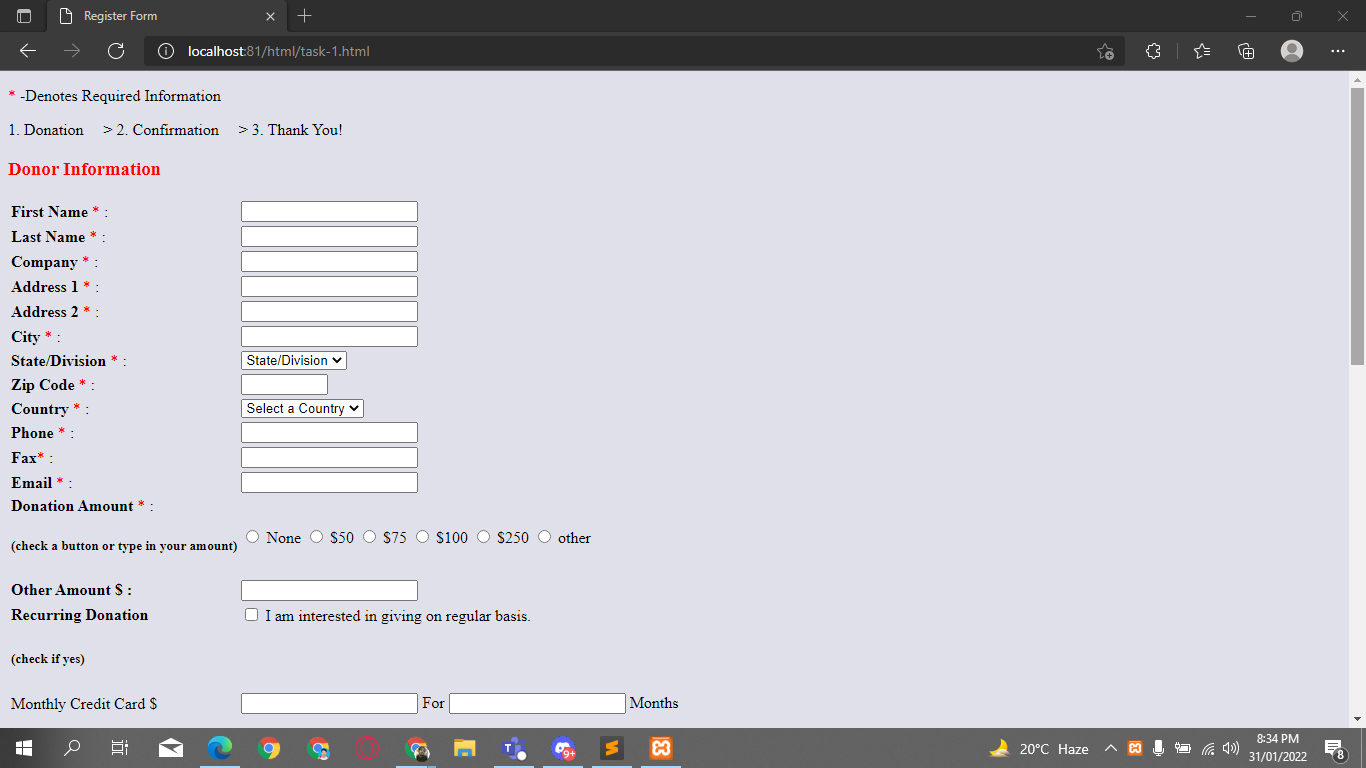 Register Form
localhost:81/html/task-1.html
* -Denotes Required Information
1. Donation > 2. Confirmation > 3. Thank You!
Donor Information
First Name * :
Last Name * :
Company * :
Address 1 * :
Address 2 * :
City * :
State/Division * : State/Division
Zip Code * :
Country * : Select a Country
Phone * :
Fax* :
Email * :
Donation Amount * :
(check a button or type in your amount) None $50 $75 $100 $250 other
Other Amount $ :
Recurring Donation I am interested in giving on regular basis.
(check if yes)
Monthly Credit Card $ For Months
9+ 20°C Haze 8:34 PM
31/01/2022 8